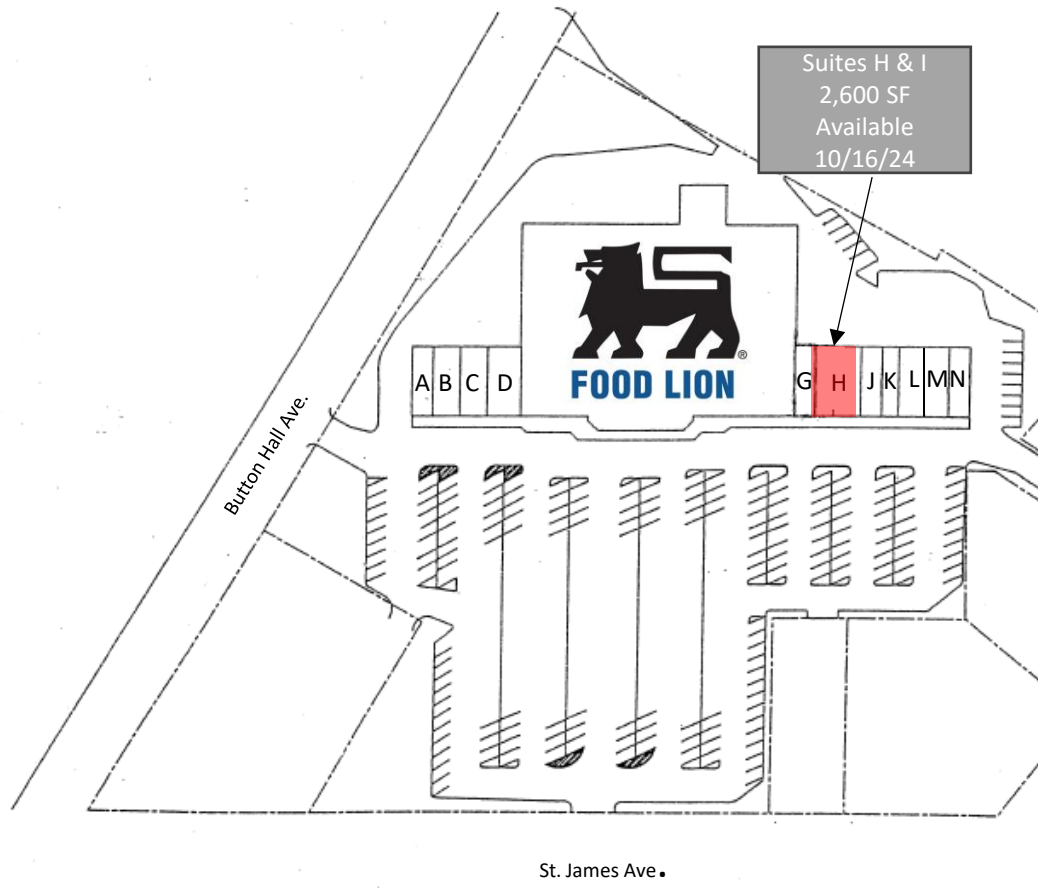 Suites H & I
2,600 SF
Available
10/16/24
®
FOOD LION
A B C D
G H J K L M N
Button Hall Ave.
St. James Ave.